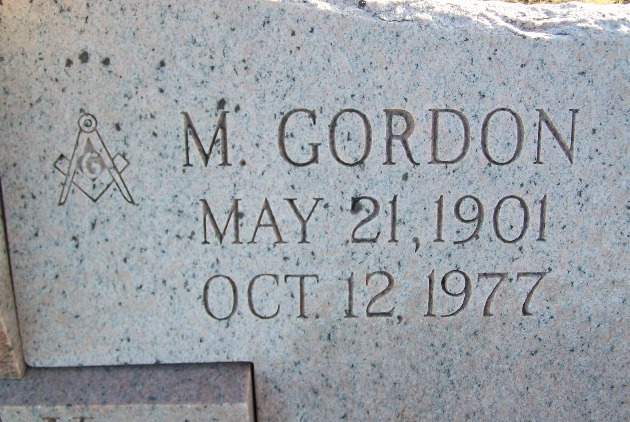 G
M. GORDON
MAY 21, 1901
OCT. 12, 1977